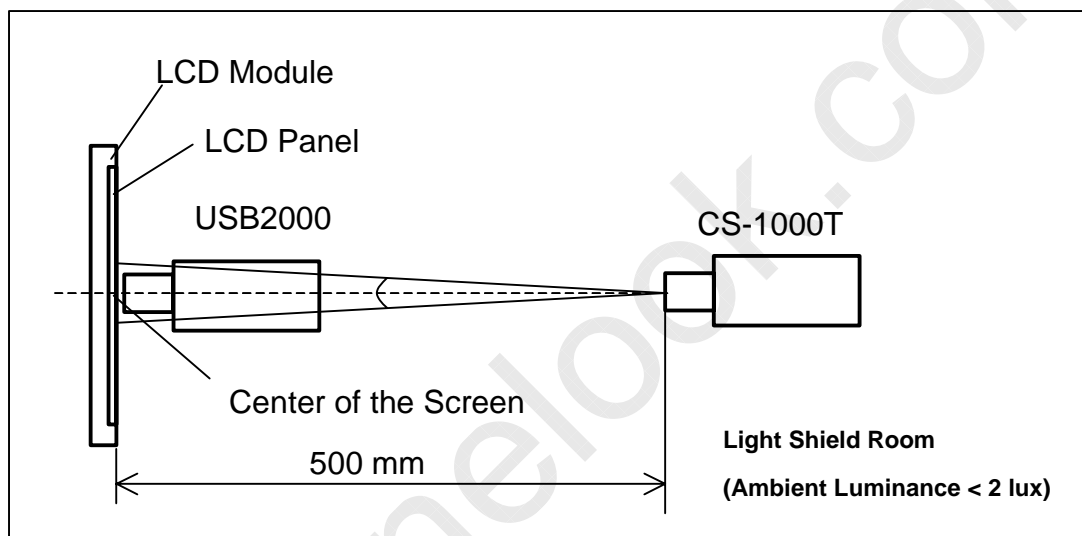 LCD Module
LCD Panel
USB2000
CS-1000T
Center of the Screen
500 mm
Light Shield Room
(Ambient Luminance < 2 lux)